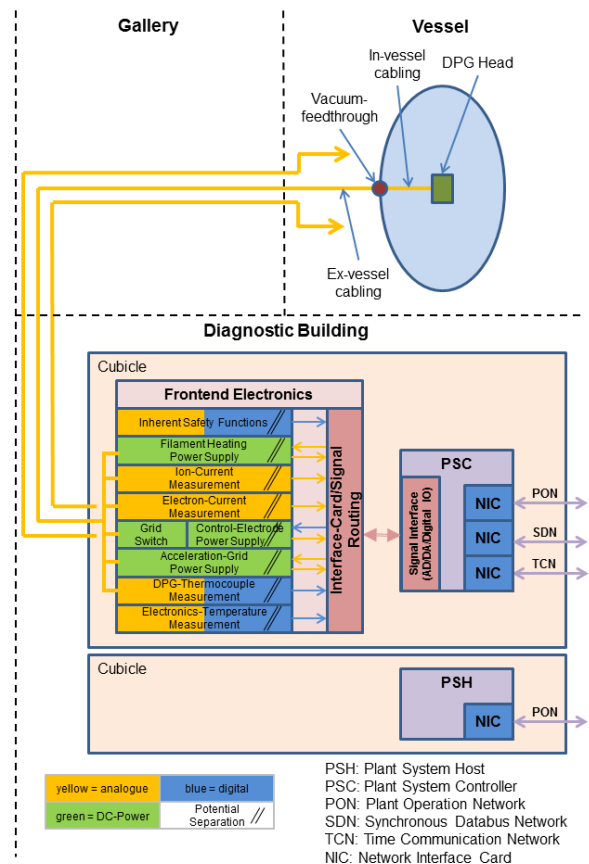 Gallery
Vessel
In-vessel
cabling
DPG Head
Vacuum-
feedthrough
Ex-vessel
cabling
Diagnostic Building
Cubicle
Frontend Electronics
Inherent Safety Functions
Filament Heating
Power Supply
Ion-Current
Measurement
Electron-Current
Measurement
Grid
Switch
Control-Electrode
Power Supply
Acceleration-Grid
Power Supply
DPG-Thermocouple
Measurement
Electronics-Temperature
Measurement
Interface-Card/Signal
Routing
PSC
Signal Interface
(AD/DA/Digital IO)
NIC
NIC
NIC
PON
SDN
TCN
Cubicle
PSH
NIC
PON
yellow = analogue
blue = digital
green = DC-Power
Potential
Separation
//
PSH: Plant System Host
PSC: Plant System Controller
PON: Plant Operation Network
SDN: Synchronous Databus Network
TCN: Time Communication Network
NIC: Network Interface Card